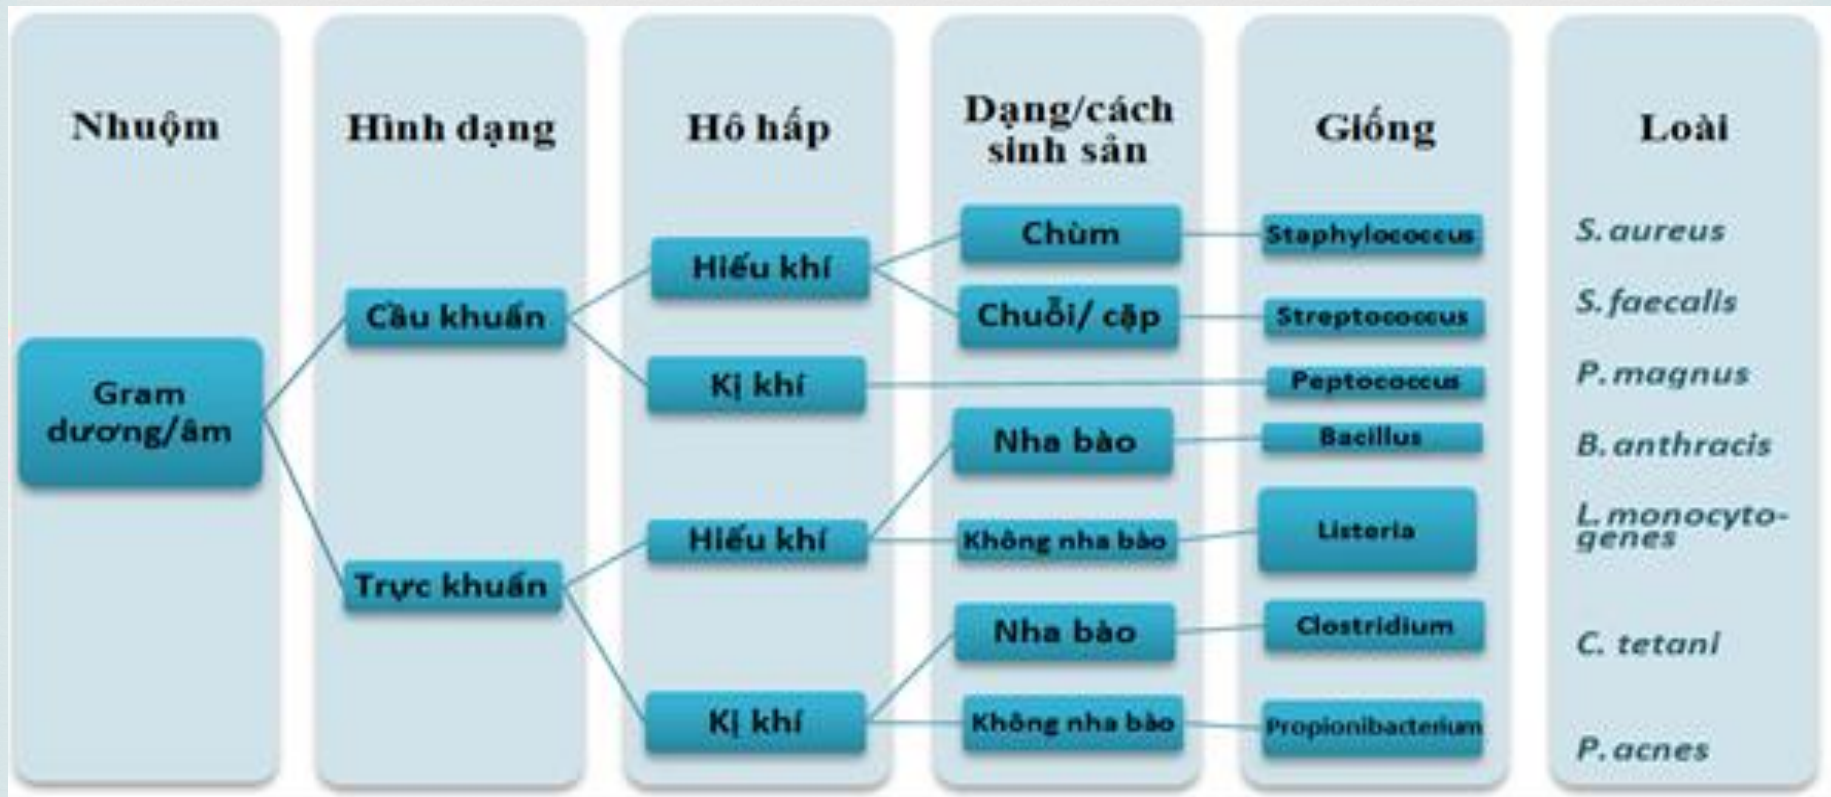 Nhuộm
Hình dạng
Hô hấp
Dạng/cách
sinh sản
Giống
Loài
Gram
dương/âm
Cầu khuẩn
Trực khuẩn
Hiếu khí
Kị khí
Hiếu khí
Kị khí
Chùm
Chuỗi/ cặp
Nha bào
Không nha bào
Nha bào
Không nha bào
Staphylococcus
Streptococcus
Peptococcus
Bacillus
Listeria
Clostridium
Propionibacterium
S. aureus
S. faecalis
P. magnus
B. anthracis
L. monocyto-
genes
C. tetani
P. acnes